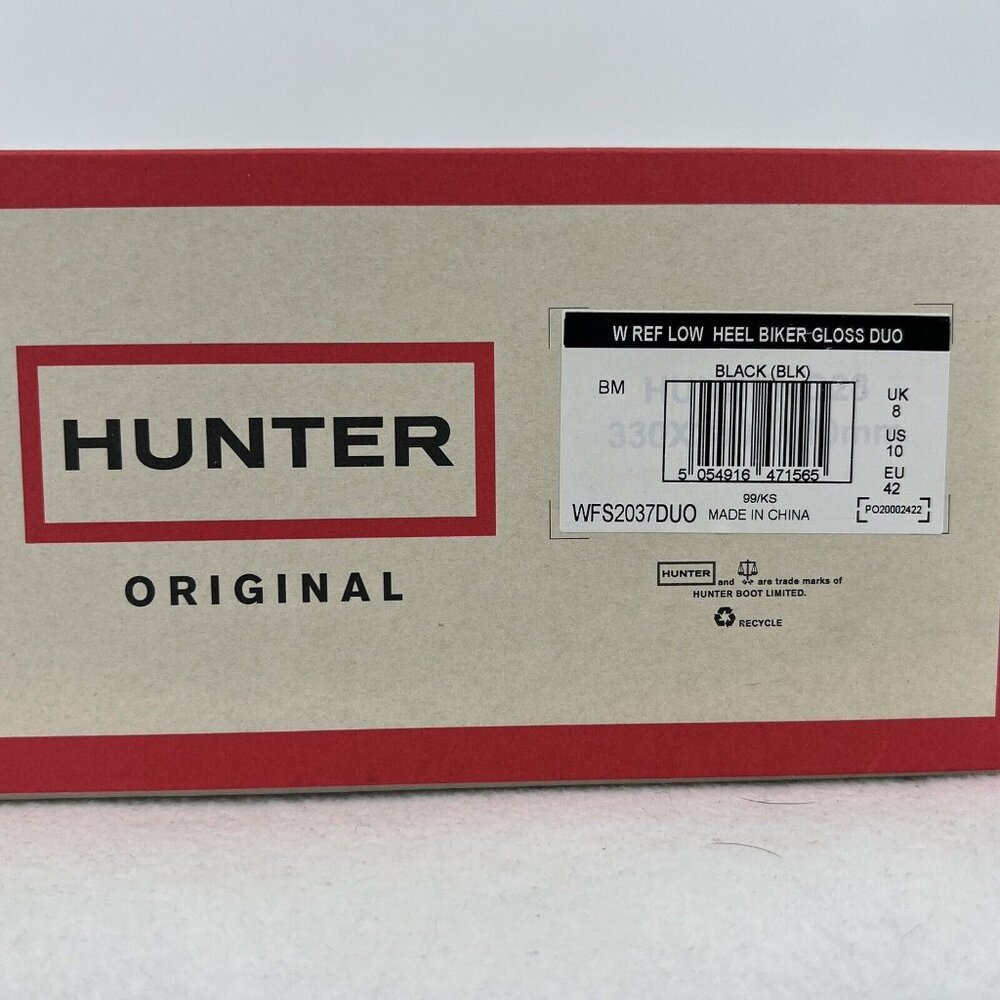 HUNTER
ORIGINAL
W REF LOW HEEL BIKER GLOSS DUO
BLACK (BLK)
BM
UK
8
US
10
EU
42
5 054916 471565
99/KS
WFS2037DUO MADE IN CHINA
PO20002422
HUNTER and are trade marks of
HUNTER BOOT LIMITED.
RECYCLE